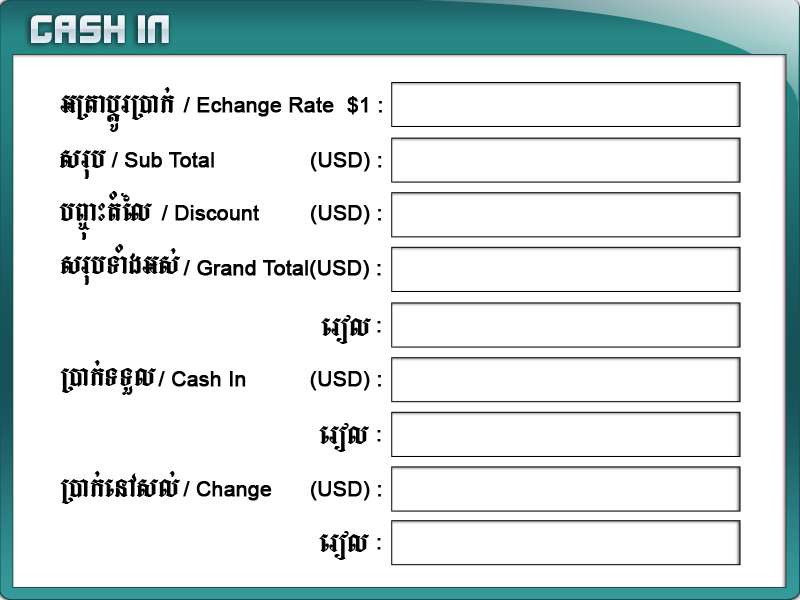 CASH IN
អត្រាប្ដូរប្រាក់ / Echange Rate $1 :
សរុប / Sub Total (USD) :
បញ្ចុះតំលៃ / Discount (USD) :
សរុបទាំងអស់ / Grand Total(USD) :
រៀល :
ប្រាក់ទទួល / Cash In (USD) :
រៀល :
ប្រាក់នៅសល់ / Change (USD) :
រៀល :